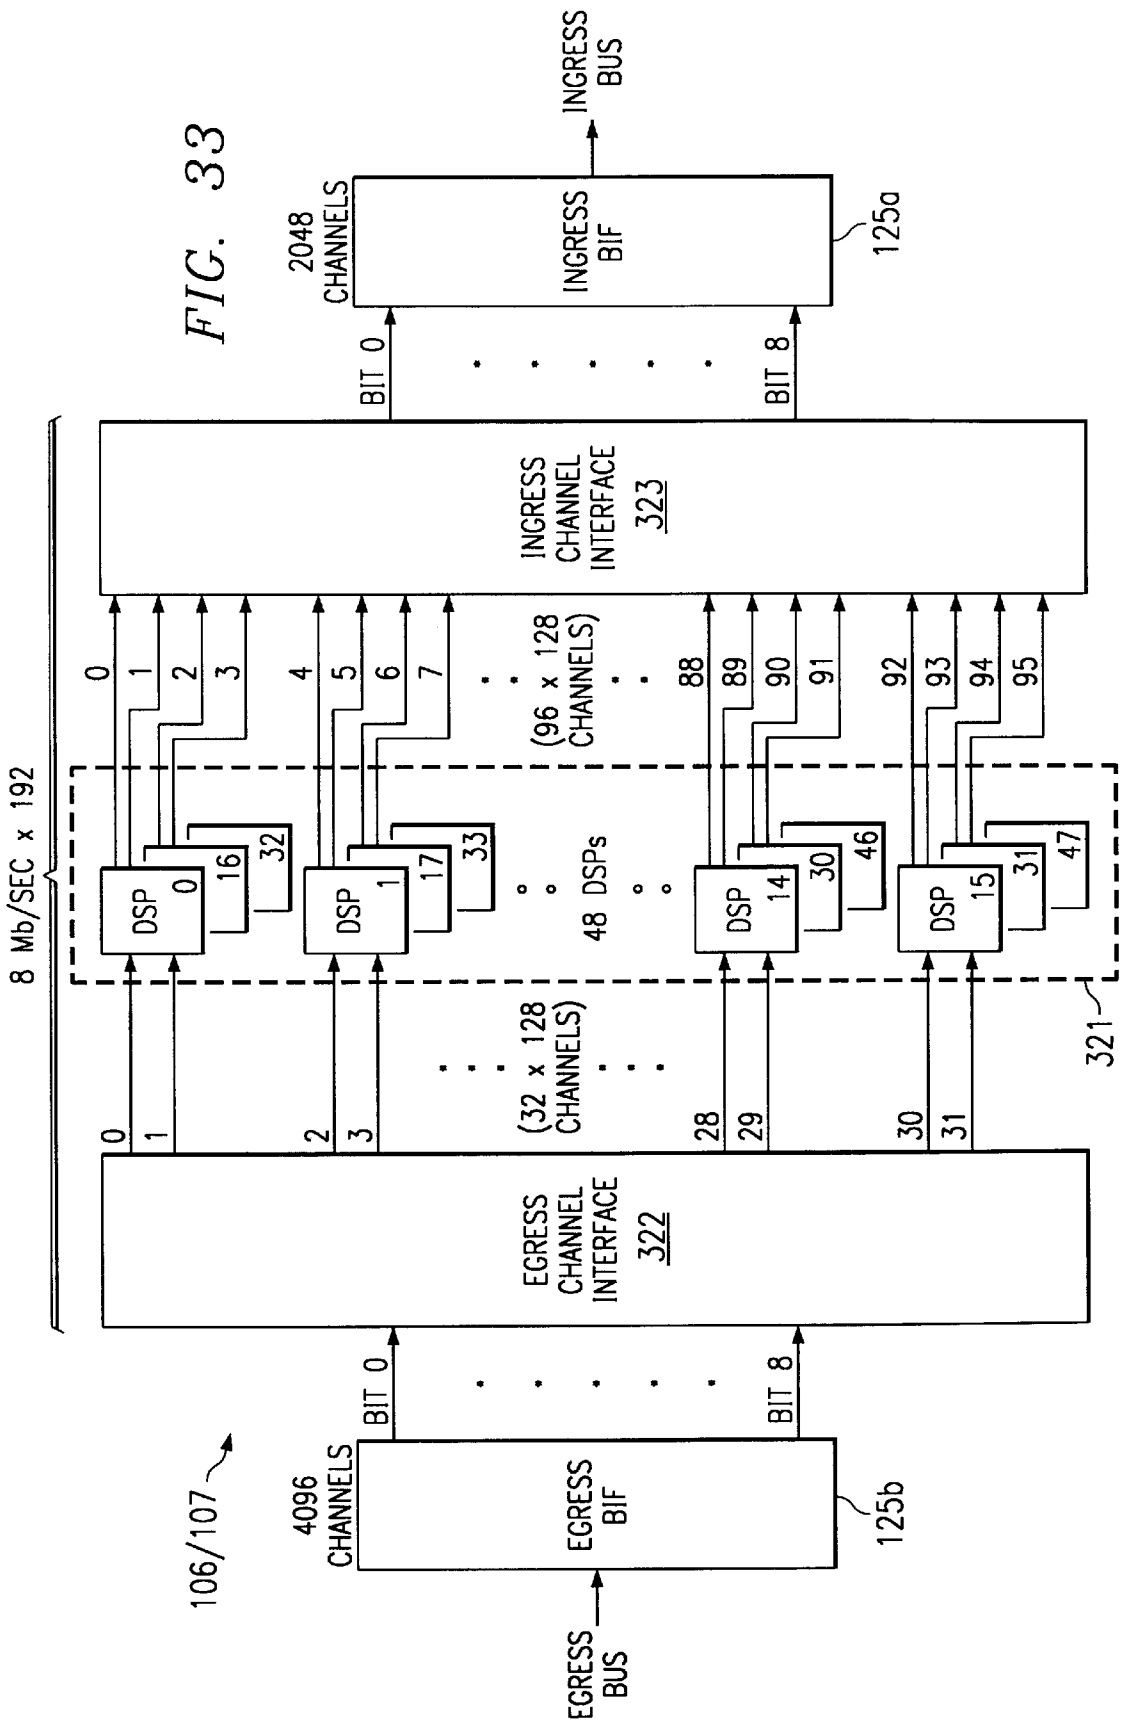 FIG. 33
106/107
8 Mb/SEC x 192
EGRESS
BUS
4096
CHANNELS
EGRESS
BIF
125b
BIT 0
BIT 8
EGRESS
CHANNEL
INTERFACE
322
0
1
2
3
(32 x 128
CHANNELS)
28
29
30
31
DSP
0
16
32
DSP
1
17
33
48 DSPs
DSP
14
30
46
DSP
15
31
47
321
0
1
2
3
4
5
6
7
(96 x 128
CHANNELS)
88
89
90
91
92
93
94
95
INGRESS
CHANNEL
INTERFACE
323
BIT 0
BIT 8
2048
CHANNELS
INGRESS
BIF
125a
INGRESS
BUS